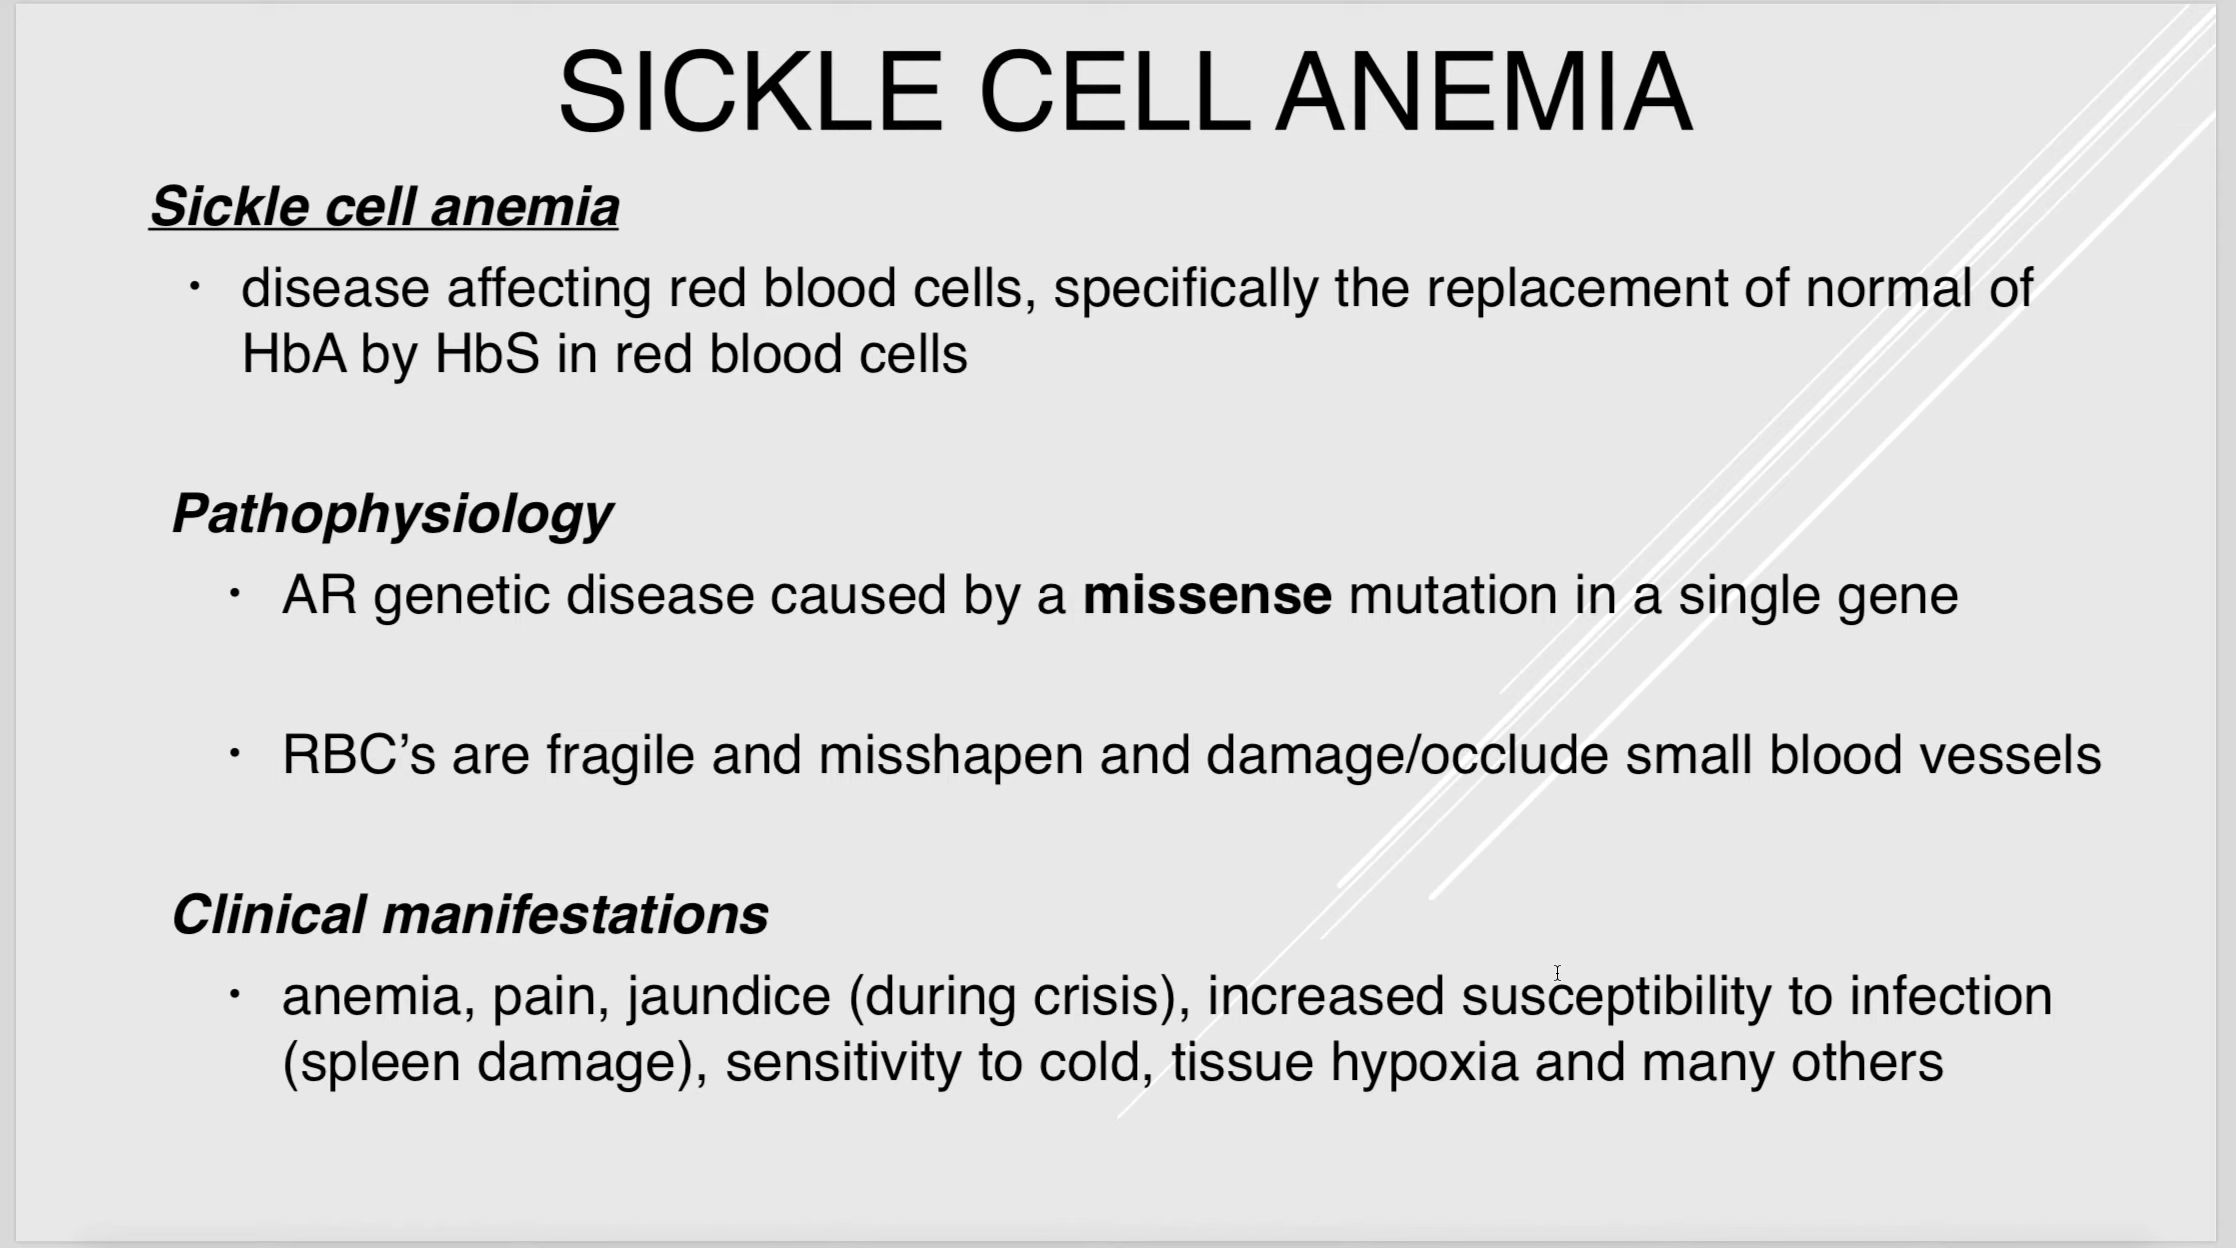 SICKLE CELL ANEMIA
Sickle cell anemia
• disease affecting red blood cells, specifically the replacement of normal of
HbA by HbS in red blood cells
Pathophysiology
• AR genetic disease caused by a missense mutation in a single gene
• RBC’s are fragile and misshapen and damage/occlude small blood vessels
Clinical manifestations
• anemia, pain, jaundice (during crisis), increased susceptibility to infection
(spleen damage), sensitivity to cold, tissue hypoxia and many others